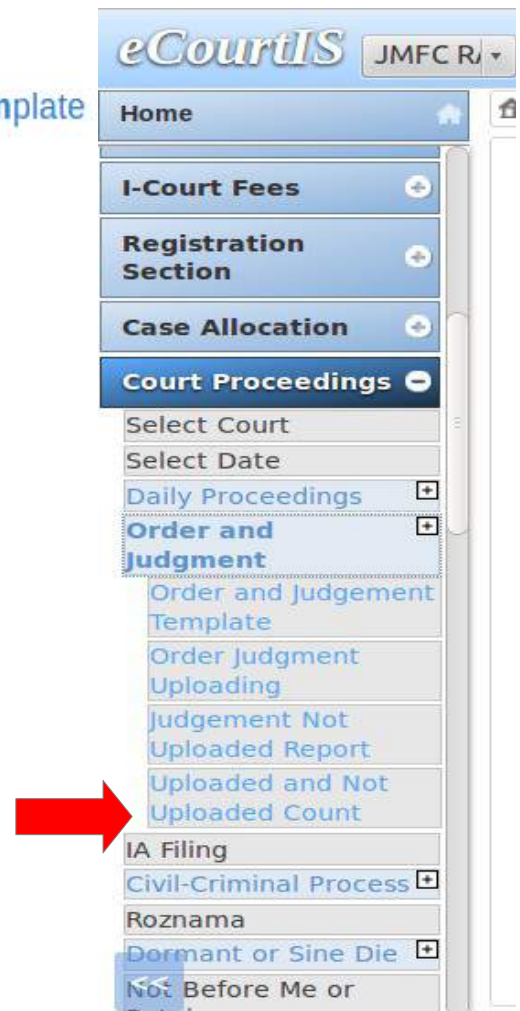 eCourtIS JMFC R
mplate
Home
I-Court Fees
Registration
Section
Case Allocation
Court Proceedings
Select Court
Select Date
Daily Proceedings
Order and
Judgment
Order and Judgement
Template
Order Judgment
Uploading
Judgement Not
Uploaded Report
Uploaded and Not
Uploaded Count
IA Filing
Civil-Criminal Process
Roznama
Dormant or Sine Die
<<
Not Before Me or